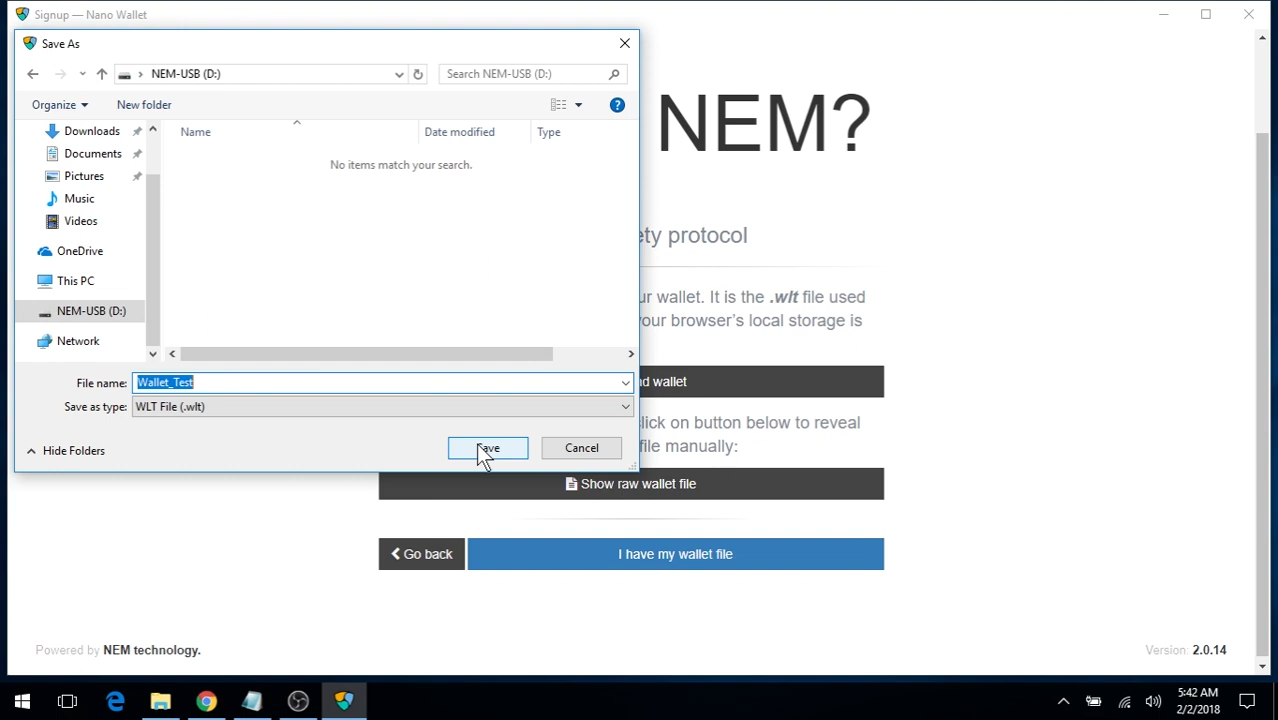 Signup — Nano Wallet
Save As
NEM-USB (D:)
Search NEM-USB (D:)
Organize
New folder
Name
Date modified
Type
No items match your search.
Downloads
Documents
Pictures
Music
Videos
OneDrive
This PC
NEM-USB (D:)
Network
File name: Wallet_Test
Save as type: WLT File (.wlt)
Hide Folders
Save
Cancel
NEM?
ety protocol
ur wallet. It is the .wlt file used
our browser's local storage is
d wallet
lick on button below to reveal
file manually:
Show raw wallet file
Go back
I have my wallet file
Powered by NEM technology.
Version: 2.0.14
5:42 AM
2/2/2018